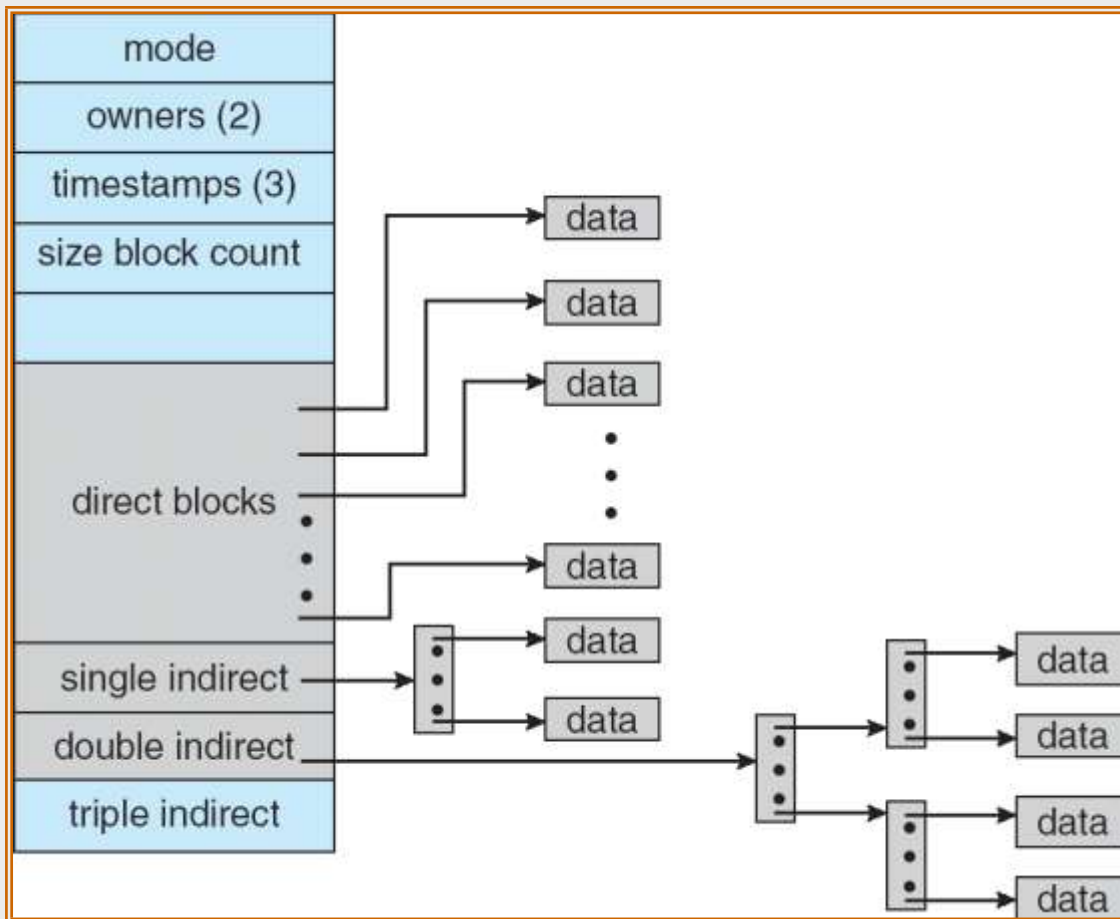 mode
owners (2)
timestamps (3)
size block count
direct blocks
single indirect
double indirect
triple indirect
data
data
data
data
data
data
data
data
data
data